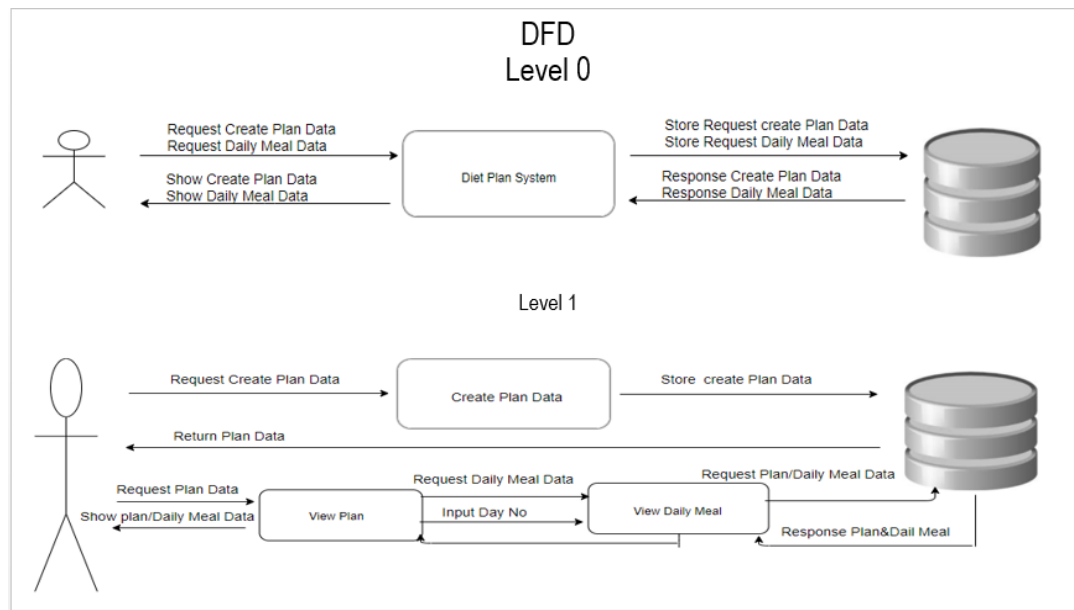 DFD
Level 0
Request Create Plan Data
Request Daily Meal Data
Show Create Plan Data
Show Daily Meal Data
Diet Plan System
Store Request create Plan Data
Store Request Daily Meal Data
Response Create Plan Data
Response Daily Meal Data
Level 1
Request Create Plan Data
Create Plan Data
Store create Plan Data
Return Plan Data
Request Plan Data
Show plan/Daily Meal Data
View Plan
Request Daily Meal Data
Input Day No
View Daily Meal
Request Plan/Daily Meal Data
Response Plan&Dail Meal